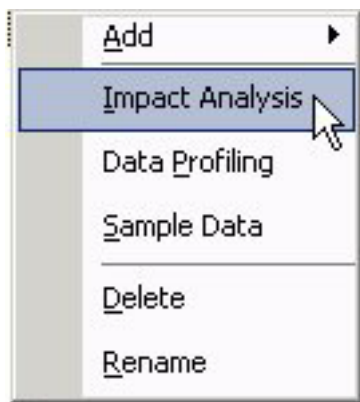 Add
Impact Analysis
Data Profiling
Sample Data
Delete
Rename